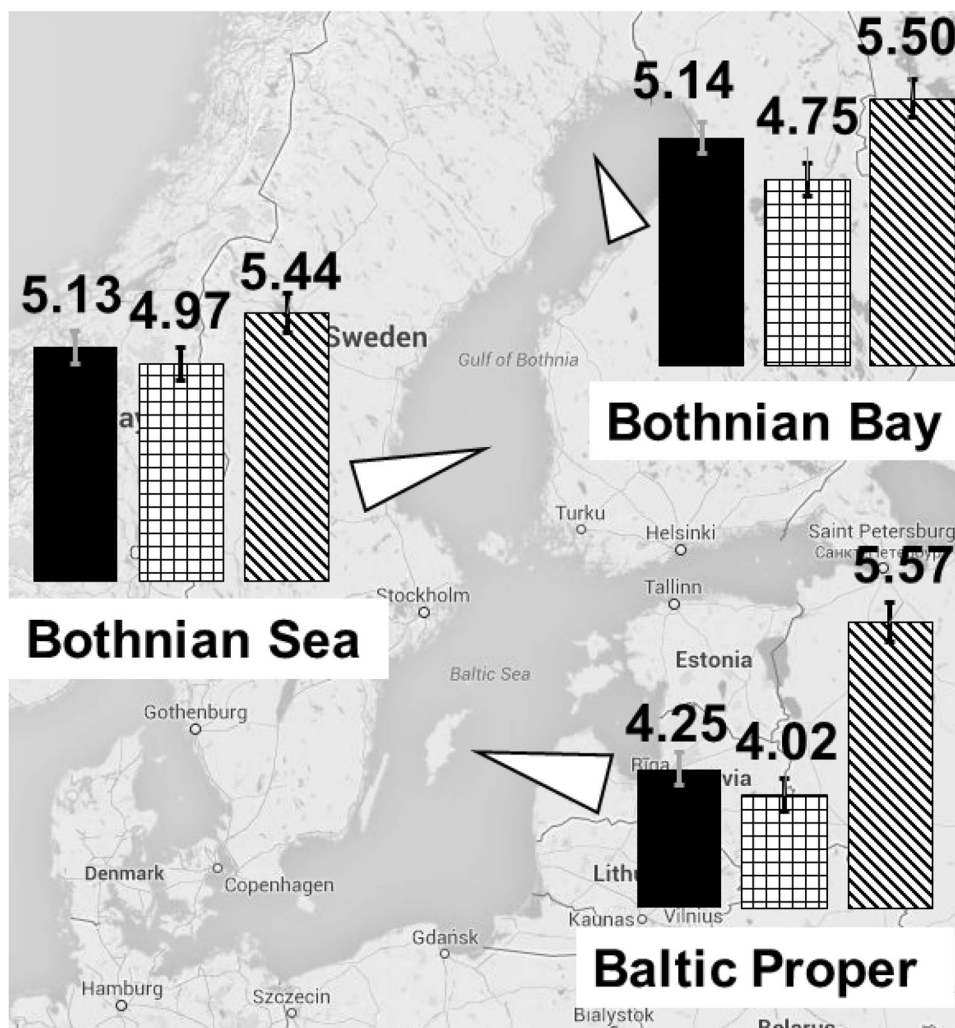 5.50
5.14
4.75
5.44
5.13
4.97
Sweden
Gulf of Bothnia
Bothnian Bay
Turku
Helsinki
Saint Petersburg
5.57
Tallinn
Stockholm
Bothnian Sea
Estonia
Baltic Sea
Gothenburg
4.25
4.02
Rīga
Denmark
Copenhagen
Kaunas
Vilnius
Gdańsk
Baltic Proper
Hamburg
Szczecin
Bialystok